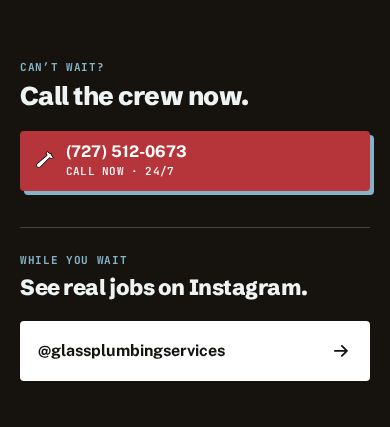 CAN'T WAIT?
Call the crew now.
(727) 512-0673
CALL NOW · 24/7
WHILE YOU WAIT
See real jobs on Instagram.
@glassplumbingservices →